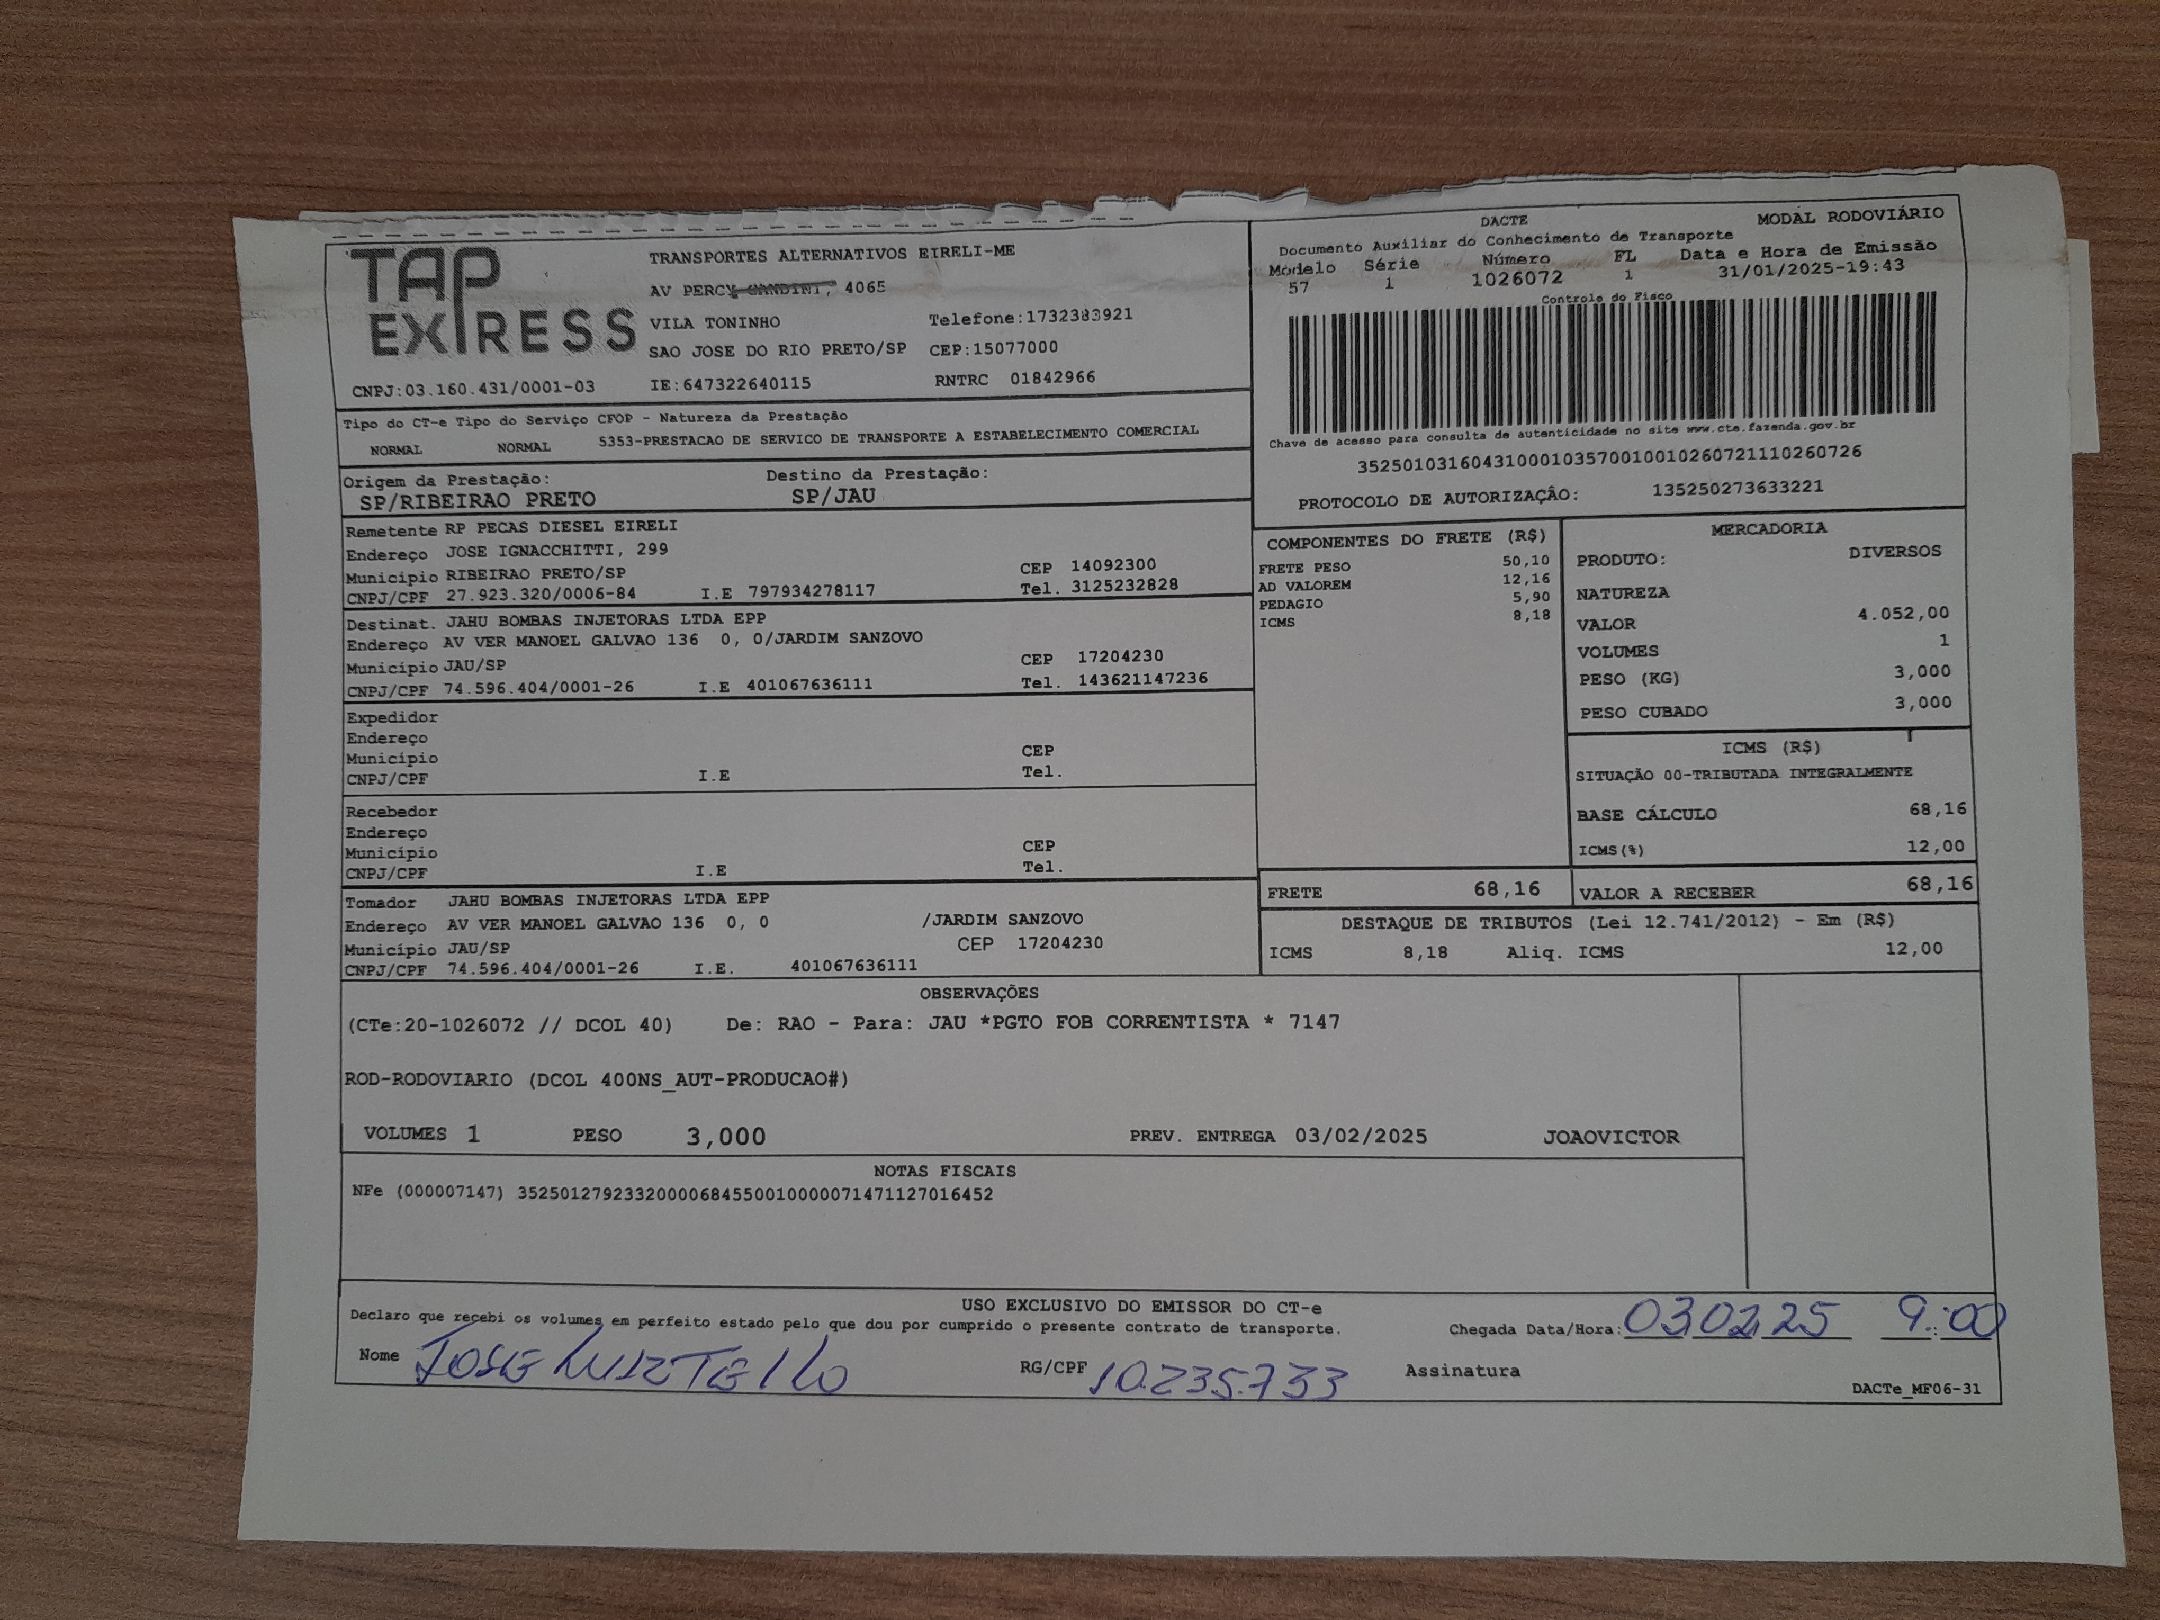 TAP
EXPRESS
TRANSPORTES ALTERNATIVOS EIRELI-ME
AV PERCY GANDINI, 4065
VILA TONINHO Telefone:1732383921
SAO JOSE DO RIO PRETO/SP CEP:15077000
CNPJ:03.160.431/0001-03 IE:647322640115 RNTRC 01842966
DACTE MODAL RODOVIÁRIO
Documento Auxiliar do Conhecimento de Transporte
Modelo Série Número FL Data e Hora de Emissão
57 1 1026072 1 31/01/2025-19:43
Controle do Fisco
Chave de acesso para consulta de autenticidade no site www.cte.fazenda.gov.br
35250103160431000103570010010260721110260726
PROTOCOLO DE AUTORIZAÇÃO: 135250273633221
Tipo do CT-e Tipo do Serviço CFOP - Natureza da Prestação
NORMAL NORMAL 5353-PRESTACAO DE SERVICO DE TRANSPORTE A ESTABELECIMENTO COMERCIAL
Origem da Prestação: Destino da Prestação:
SP/RIBEIRAO PRETO SP/JAU
Remetente RP PECAS DIESEL EIRELI
Endereço JOSE IGNACCHITTI, 299
Município RIBEIRAO PRETO/SP CEP 14092300
CNPJ/CPF 27.923.320/0006-84 I.E 797934278117 Tel. 3125232828
Destinat. JAHU BOMBAS INJETORAS LTDA EPP
Endereço AV VER MANOEL GALVAO 136 0, 0/JARDIM SANZOVO
Município JAU/SP CEP 17204230
CNPJ/CPF 74.596.404/0001-26 I.E 401067636111 Tel. 143621147236
Expedidor
Endereço
Município CEP
CNPJ/CPF I.E Tel.
Recebedor
Endereço
Município CEP
CNPJ/CPF I.E Tel.
Tomador JAHU BOMBAS INJETORAS LTDA EPP
Endereço AV VER MANOEL GALVAO 136 0, 0 /JARDIM SANZOVO
Município JAU/SP CEP 17204230
CNPJ/CPF 74.596.404/0001-26 I.E. 401067636111
COMPONENTES DO FRETE (R$)
FRETE PESO 50,10
AD VALOREM 12,16
PEDAGIO 5,90
ICMS 8,18
MERCADORIA
PRODUTO: DIVERSOS
NATUREZA
VALOR 4.052,00
VOLUMES 1
PESO (KG) 3,000
PESO CUBADO 3,000
ICMS (R$)
SITUAÇÃO 00-TRIBUTADA INTEGRALMENTE
BASE CÁLCULO 68,16
ICMS(%) 12,00
FRETE 68,16 VALOR A RECEBER 68,16
DESTAQUE DE TRIBUTOS (Lei 12.741/2012) - Em (R$)
ICMS 8,18 Aliq. ICMS 12,00
OBSERVAÇÕES
(CTe:20-1026072 // DCOL 40) De: RAO - Para: JAU *PGTO FOB CORRENTISTA * 7147
ROD-RODOVIARIO (DCOL 400NS_AUT-PRODUCAO#)
VOLUMES 1 PESO 3,000 PREV. ENTREGA 03/02/2025 JOAOVICTOR
NOTAS FISCAIS
NFe (000007147) 35250127923320000684550010000071471127016452
USO EXCLUSIVO DO EMISSOR DO CT-e
Declaro que recebi os volumes em perfeito estado pelo que dou por cumprido o presente contrato de transporte.
Chegada Data/Hora: 03 02 25 9:00
Nome JOSE LUIZ TELLO RG/CPF 10.235.733 Assinatura
DACTe_MF06-31